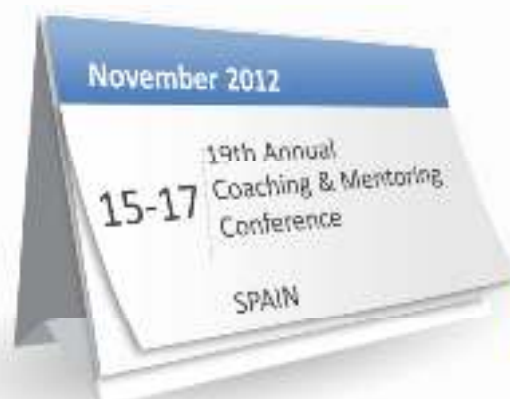 November 2012
19th Annual
15-17 Coaching & Mentoring
Conference
SPAIN